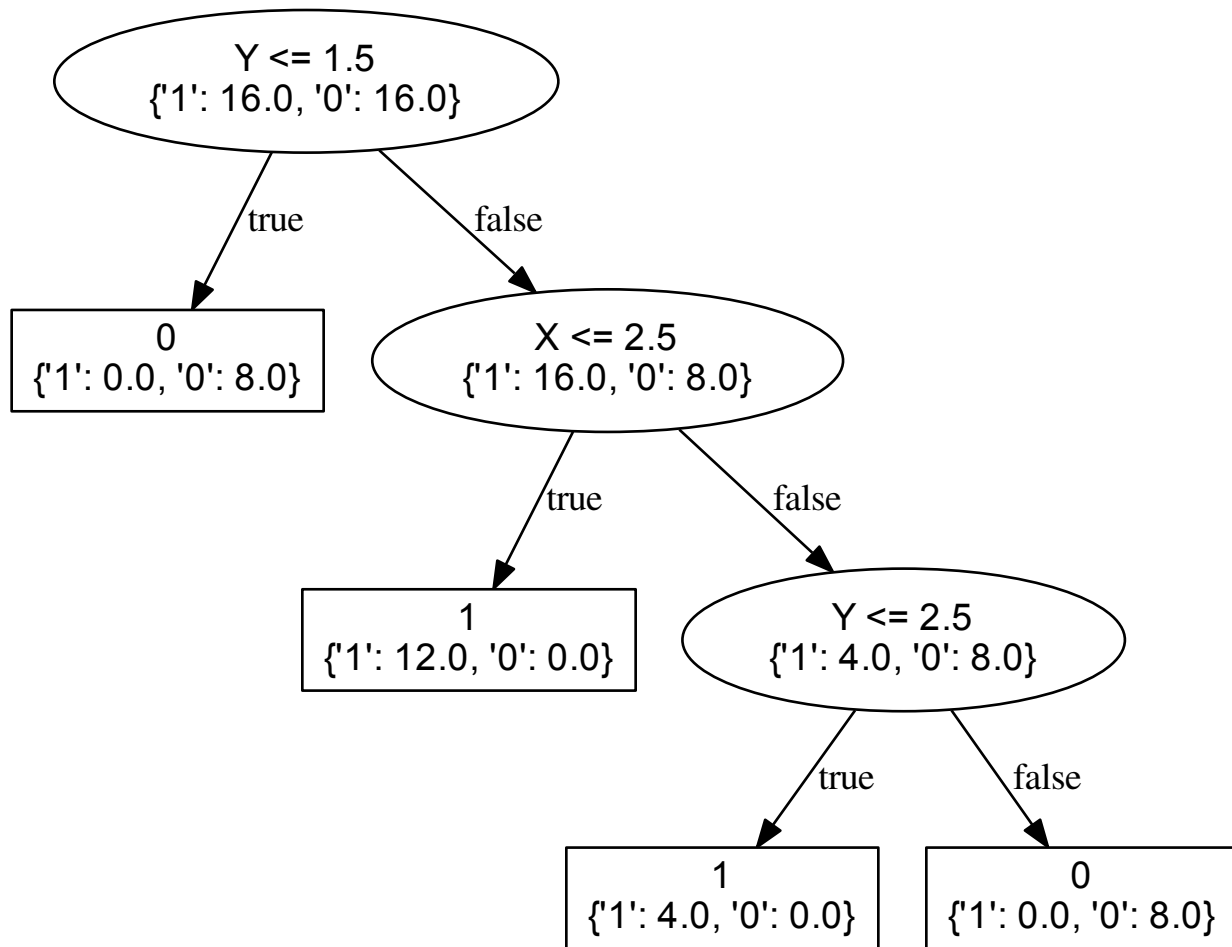 Y <= 1.5
{'1': 16.0, '0': 16.0}
true
false
0
{'1': 0.0, '0': 8.0}
X <= 2.5
{'1': 16.0, '0': 8.0}
true
false
1
{'1': 12.0, '0': 0.0}
Y <= 2.5
{'1': 4.0, '0': 8.0}
true
false
1
{'1': 4.0, '0': 0.0}
0
{'1': 0.0, '0': 8.0}